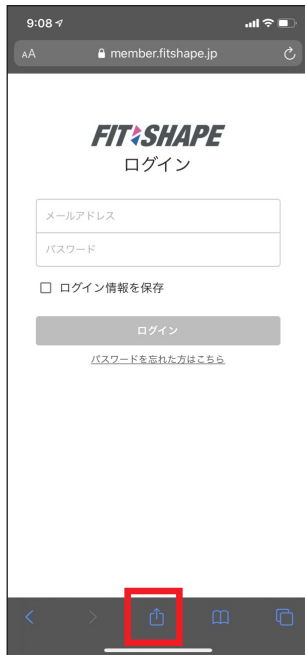 9:08
AA member.fitshape.jp
FIT SHAPE
ログイン
メールアドレス
パスワード
ログイン情報を保存
ログイン
パスワードを忘れた方はこちら